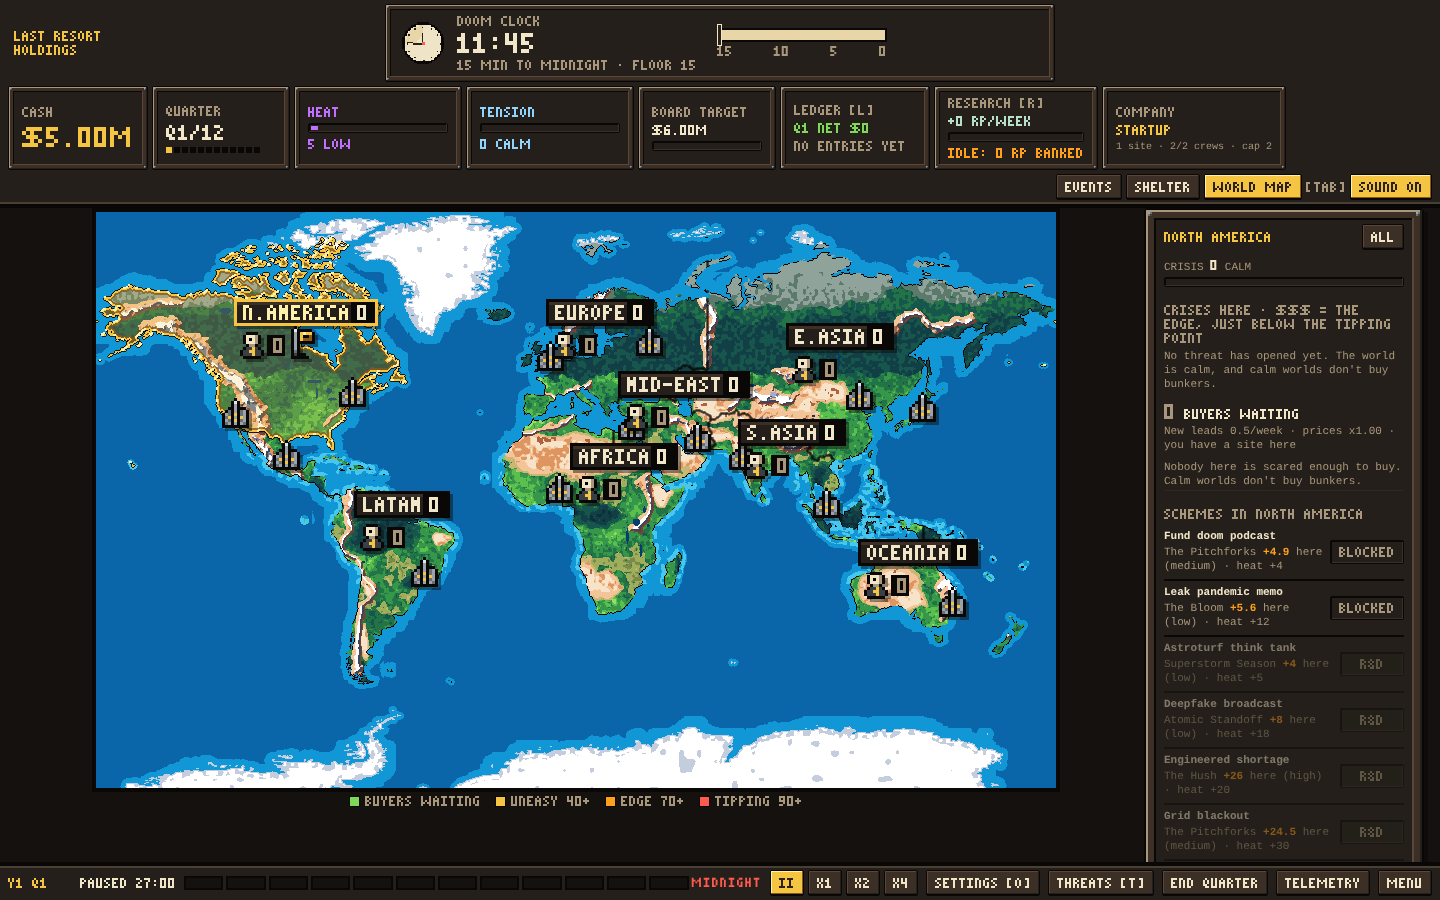 LAST RESORT
HOLDINGS
DOOM CLOCK
11:45
15 MIN TO MIDNIGHT · FLOOR 15
15 10 5 0
CASH
$5.00M
QUARTER
Q1/12
HEAT
5 LOW
TENSION
0 CALM
BOARD TARGET
$6.00M
LEDGER [L]
Q1 NET $0
NO ENTRIES YET
RESEARCH [R]
+0 RP/WEEK
IDLE: 0 RP BANKED
COMPANY
STARTUP
1 site · 2/2 crews · cap 2
EVENTS SHELTER WORLD MAP [TAB] SOUND ON
N.AMERICA 0
0
EUROPE 0
0
E.ASIA 0
0
MID-EAST 0
0
S.ASIA 0
0
AFRICA 0
0
LATAM 0
0
OCEANIA 0
0
BUYERS WAITING UNEASY 40+ EDGE 70+ TIPPING 90+
NORTH AMERICA ALL
CRISIS 0 CALM
CRISES HERE · $$$ = THE
EDGE, JUST BELOW THE TIPPING
POINT
No threat has opened yet. The world
is calm, and calm worlds don't buy
bunkers.
0 BUYERS WAITING
New leads 0.5/week · prices x1.00 ·
you have a site here
Nobody here is scared enough to buy.
Calm worlds don't buy bunkers.
SCHEMES IN NORTH AMERICA
Fund doom podcast
The Pitchforks +4.9 here
(medium) · heat +4
BLOCKED
Leak pandemic memo
The Bloom +5.6 here
(low) · heat +12
BLOCKED
Astroturf think tank
Superstorm Season +4 here
(low) · heat +5
R&D
Deepfake broadcast
Atomic Standoff +8 here
(low) · heat +18
R&D
Engineered shortage
The Hush +26 here (high)
· heat +20
R&D
Grid blackout
The Pitchforks +24.5 here
(medium) · heat +30
R&D
Y1 Q1 PAUSED 27:00 MIDNIGHT II X1 X2 X4 SETTINGS [O] THREATS [T] END QUARTER TELEMETRY MENU